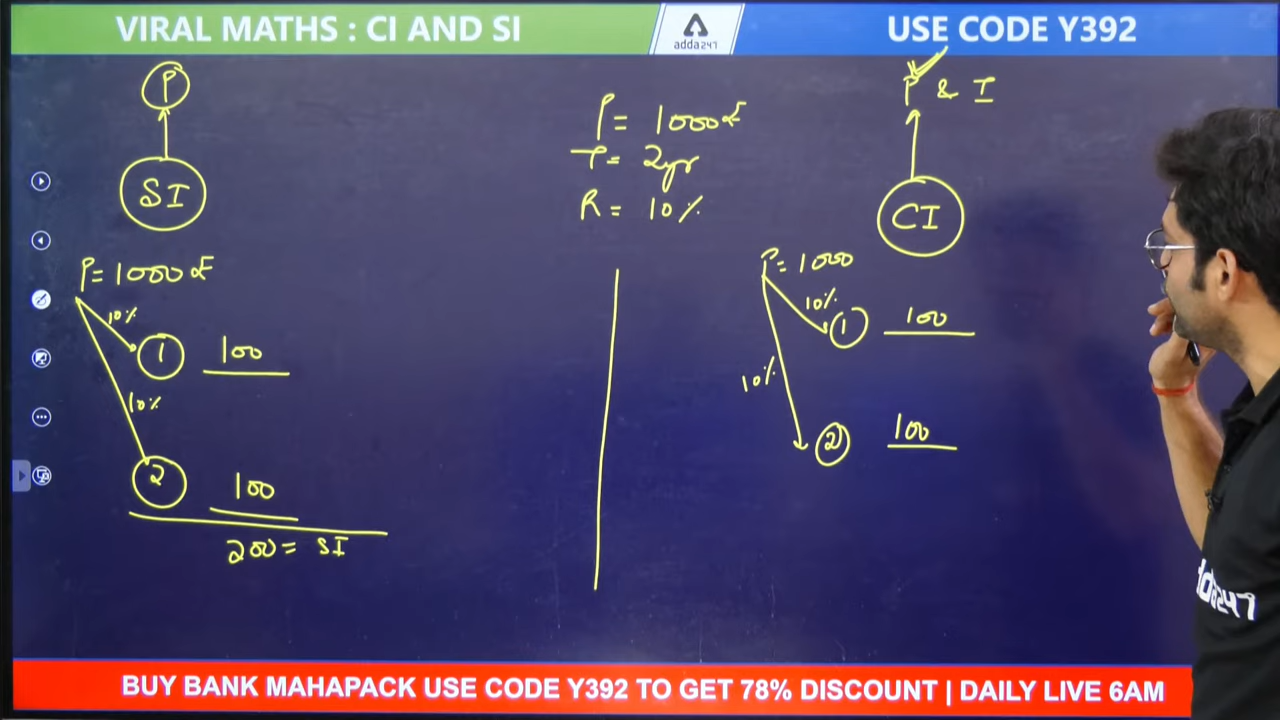 VIRAL MATHS : CI AND SI
adda247
USE CODE Y392
P
SI
P = 1000 ₹
10%
1 100
10%
2 100
200 = SI
P = 1000 ₹
T = 2yr
R = 10%
P & I
CI
P = 1000
10%
1 100
10%
2 100
adda247
BUY BANK MAHAPACK USE CODE Y392 TO GET 78% DISCOUNT | DAILY LIVE 6AM